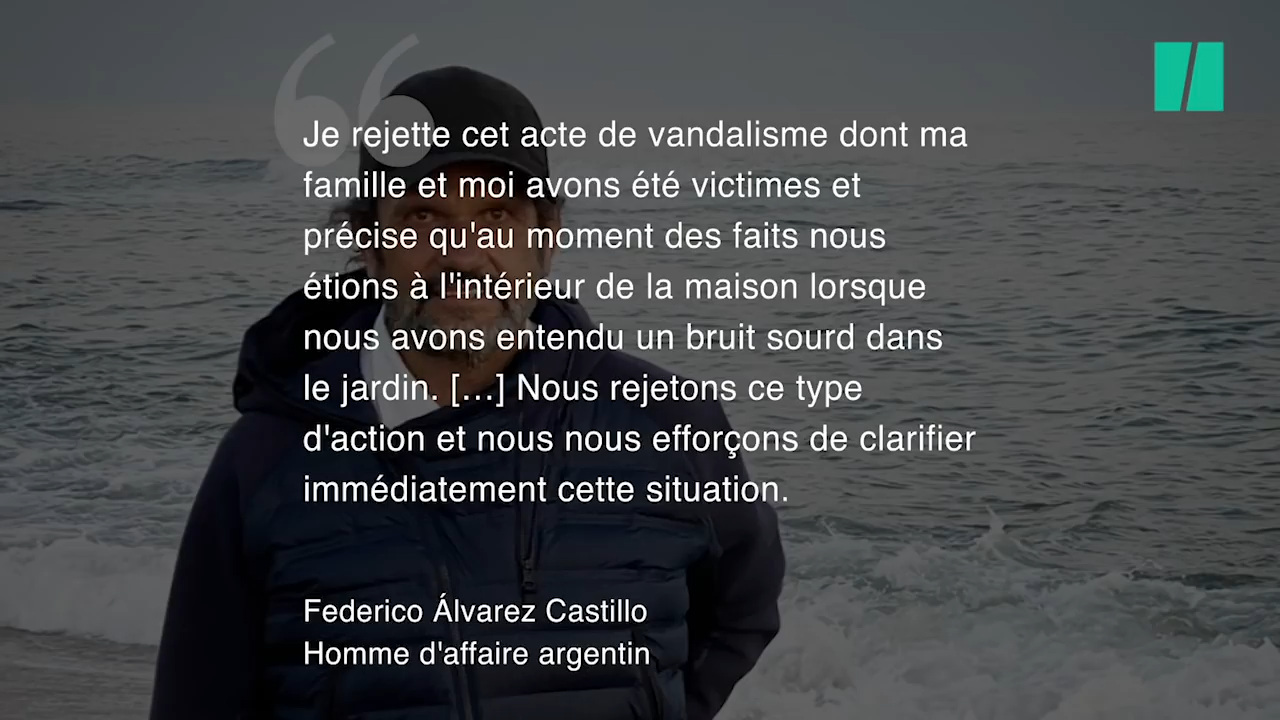 Je rejette cet acte de vandalisme dont ma
famille et moi avons été victimes et
précise qu'au moment des faits nous
étions à l'intérieur de la maison lorsque
nous avons entendu un bruit sourd dans
le jardin. [...] Nous rejetons ce type
d'action et nous nous efforçons de clarifier
immédiatement cette situation.
Federico Álvarez Castillo
Homme d'affaire argentin